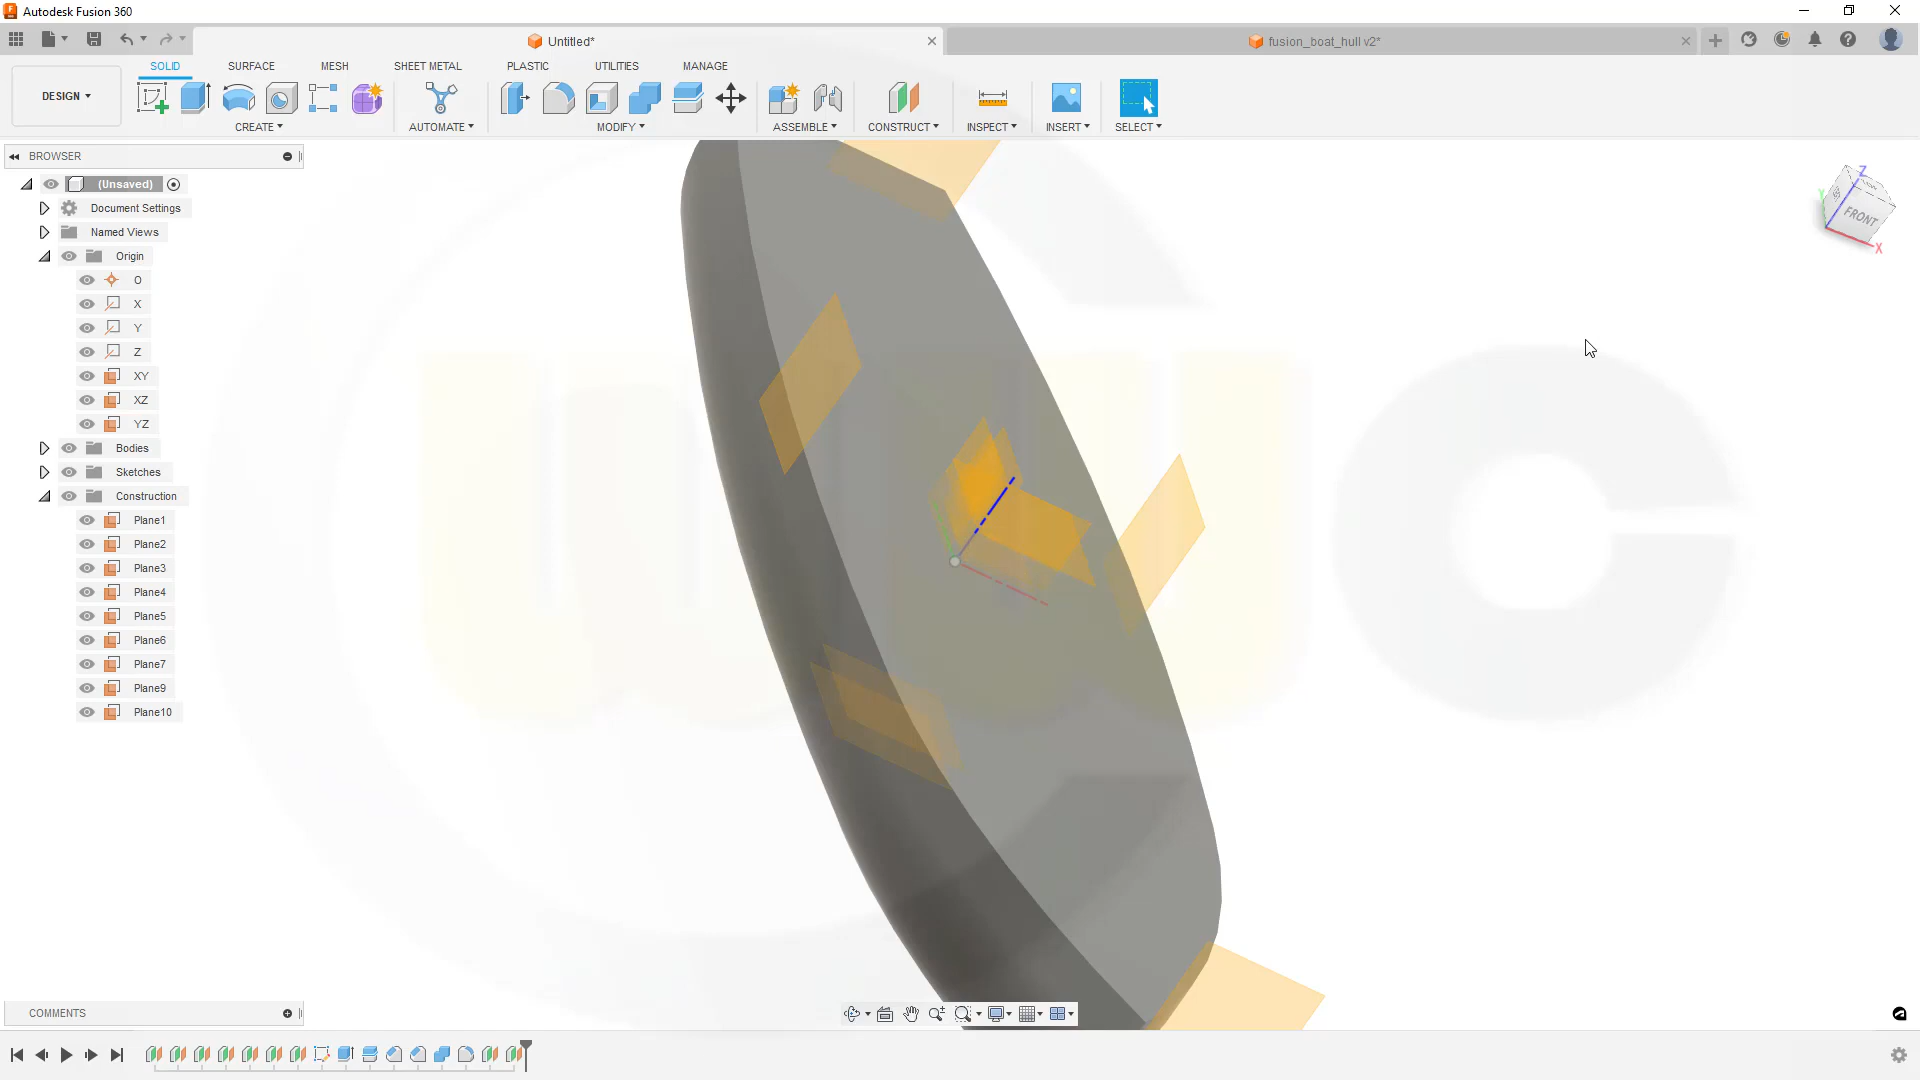 Autodesk Fusion 360
Untitled*
fusion_boat_hull v2*
DESIGN
SOLID
SURFACE
MESH
SHEET METAL
PLASTIC
UTILITIES
MANAGE
CREATE
AUTOMATE
MODIFY
ASSEMBLE
CONSTRUCT
INSPECT
INSERT
SELECT
BROWSER
(Unsaved)
Document Settings
Named Views
Origin
O
X
Y
Z
XY
XZ
YZ
Bodies
Sketches
Construction
Plane1
Plane2
Plane3
Plane4
Plane5
Plane6
Plane7
Plane9
Plane10
Z
Y
FRONT
X
COMMENTS